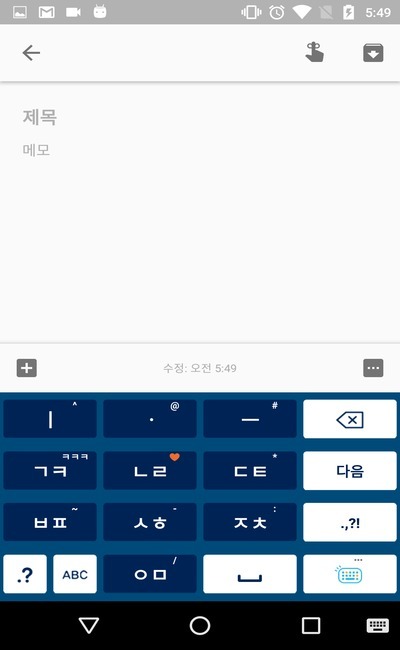 5:49
제목
메모
수정: 오전 5:49
ㅣ ^ · @ ㅡ #
ㄱㅋ ㅋㅋㅋ ㄴㄹ ㄷㅌ * 다음
ㅂㅍ ~ ㅅㅎ - ㅈㅊ : .,?!
.? ABC ㅇㅁ / ...